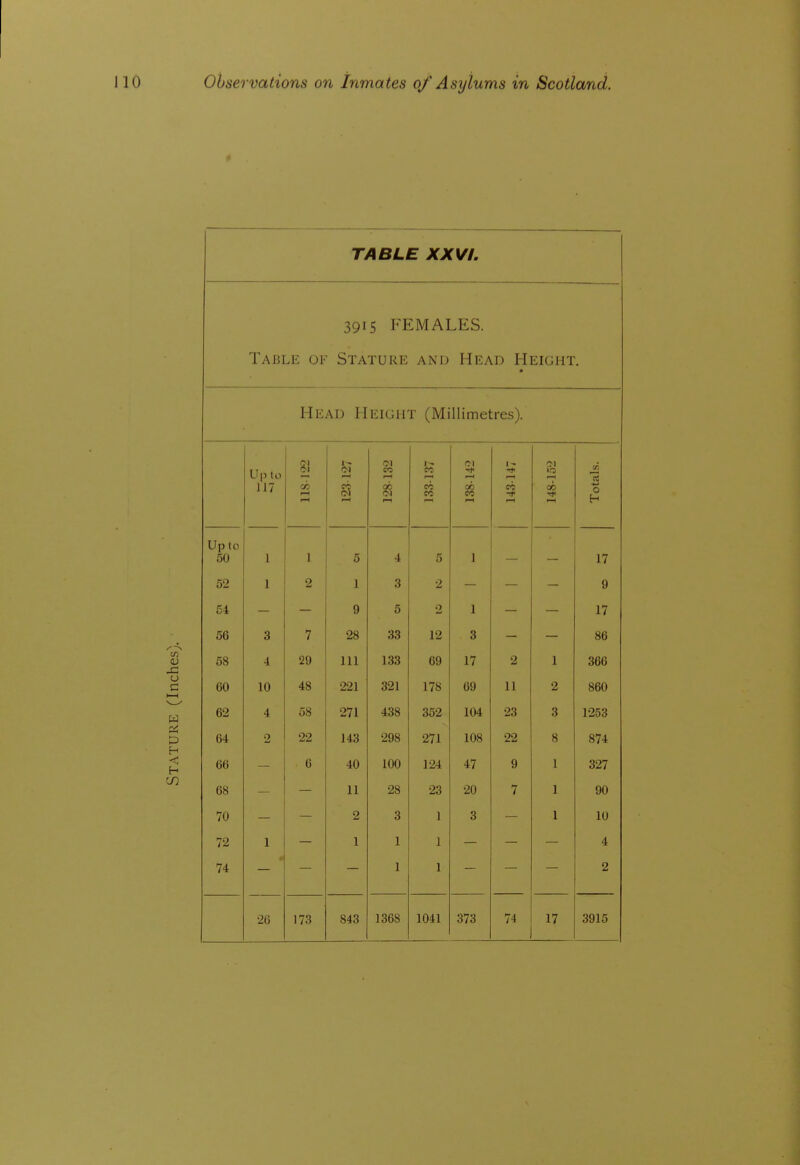 110 Observations on Inmates of Asylums in Scotland.
TABLE XXVI.
3915 FEMALES.
TABLE OF STATURE AND HEAD HEIGHT.
HEAD HEIGHT (Millimetres).
Up to 117 118-122 123-127 128-132 133-137 138-142 143-147 148-152 Totals.
STATURE (Inches).
Up to
50 1 1 5 4 5 1 — — 17
52 1 2 1 3 2 — — — 9
54 — — 9 5 2 1 — — 17
56 3 7 28 33 12 3 — — 86
58 4 29 111 133 69 17 2 1 366
60 10 48 221 321 178 69 11 2 860
62 4 58 271 438 352 104 23 3 1253
64 2 22 143 298 271 108 22 8 874
66 — 6 40 100 124 47 9 1 327
68 — — 11 28 23 20 7 1 90
70 — — 2 3 1 3 — 1 10
72 1 — 1 1 1 — — — 4
74 — — — 1 1 — — — 2
26 173 843 1368 1041 373 74 17 3915